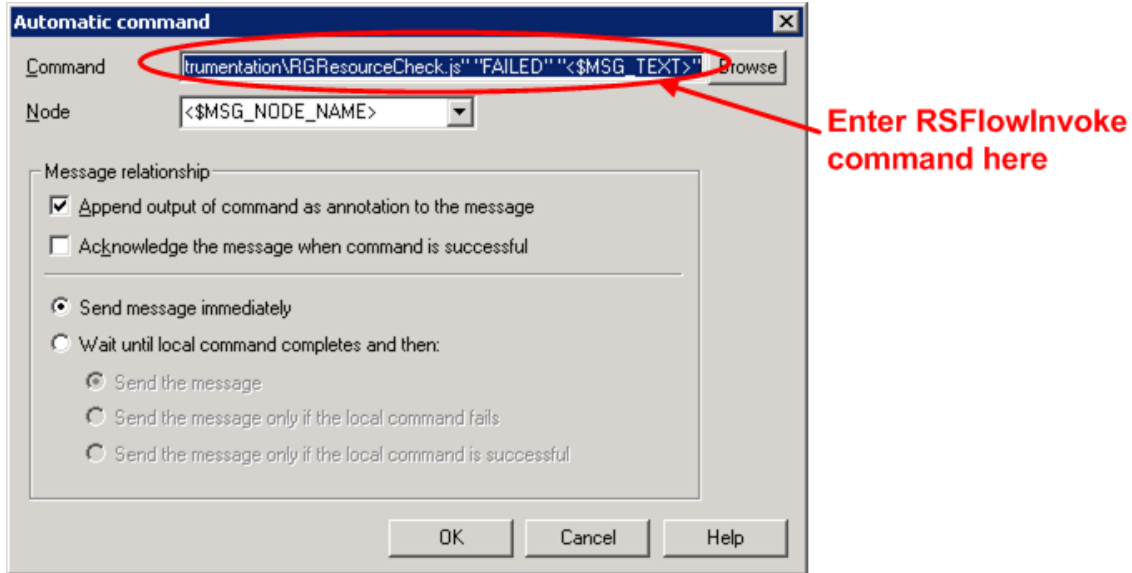 Automatic command
Command trumentation\RGResourceCheck.js" "FAILED" "<$MSG_TEXT>" Browse
Node <$MSG_NODE_NAME>
Enter RSFlowInvoke
command here
Message relationship
Append output of command as annotation to the message
Acknowledge the message when command is successful
Send message immediately
Wait until local command completes and then:
Send the message
Send the message only if the local command fails
Send the message only if the local command is successful
OK Cancel Help